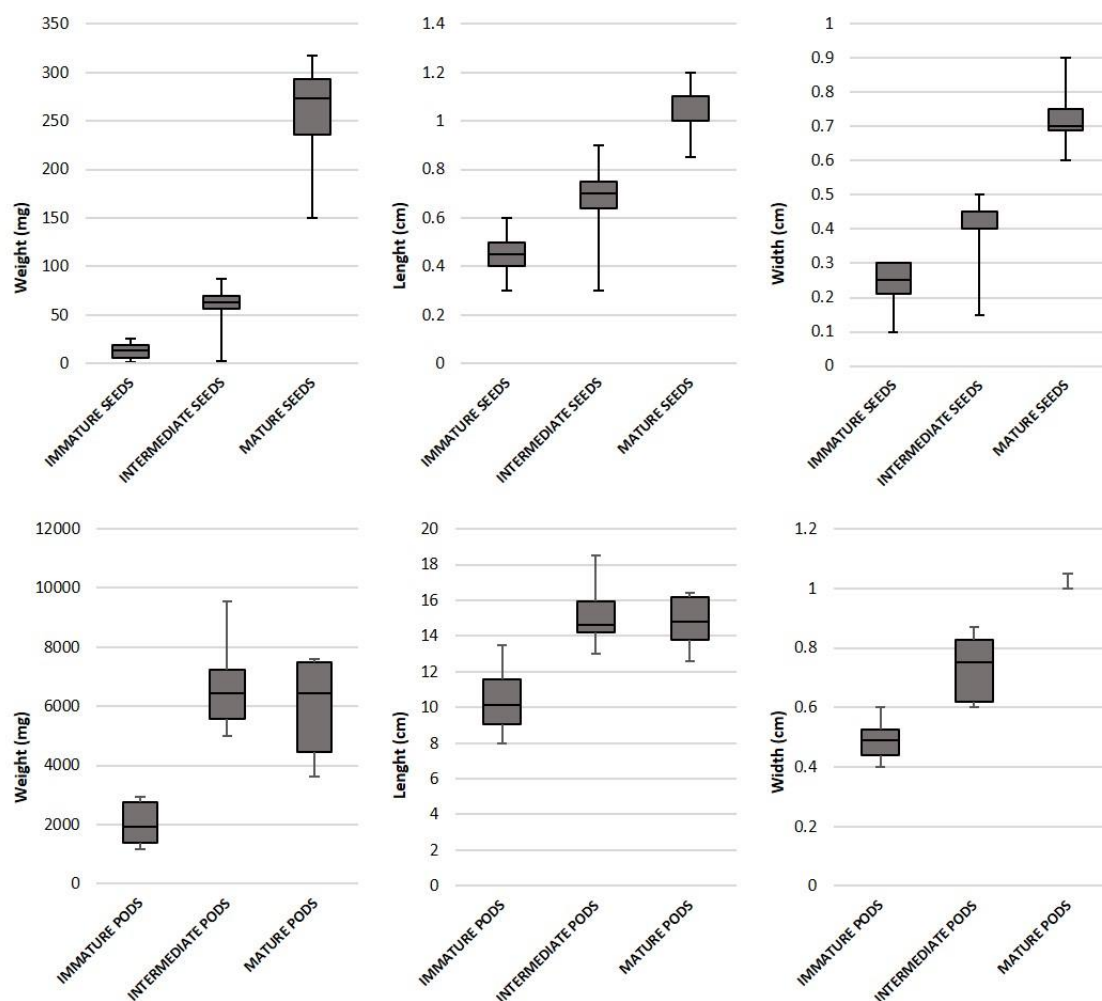 Weight (mg)
350
300
250
200
150
100
50
0
IMMATURE SEEDS
INTERMEDIATE SEEDS
MATURE SEEDS
Lenght (cm)
1.4
1.2
1
0.8
0.6
0.4
0.2
0
IMMATURE SEEDS
INTERMEDIATE SEEDS
MATURE SEEDS
Width (cm)
1
0.9
0.8
0.7
0.6
0.5
0.4
0.3
0.2
0.1
0
IMMATURE SEEDS
INTERMEDIATE SEEDS
MATURE SEEDS
Weight (mg)
12000
10000
8000
6000
4000
2000
0
IMMATURE PODS
INTERMEDIATE PODS
MATURE PODS
Lenght (cm)
20
18
16
14
12
10
8
6
4
2
0
IMMATURE PODS
INTERMEDIATE PODS
MATURE PODS
Width (cm)
1.2
1
0.8
0.6
0.4
0.2
0
IMMATURE PODS
INTERMEDIATE PODS
MATURE PODS